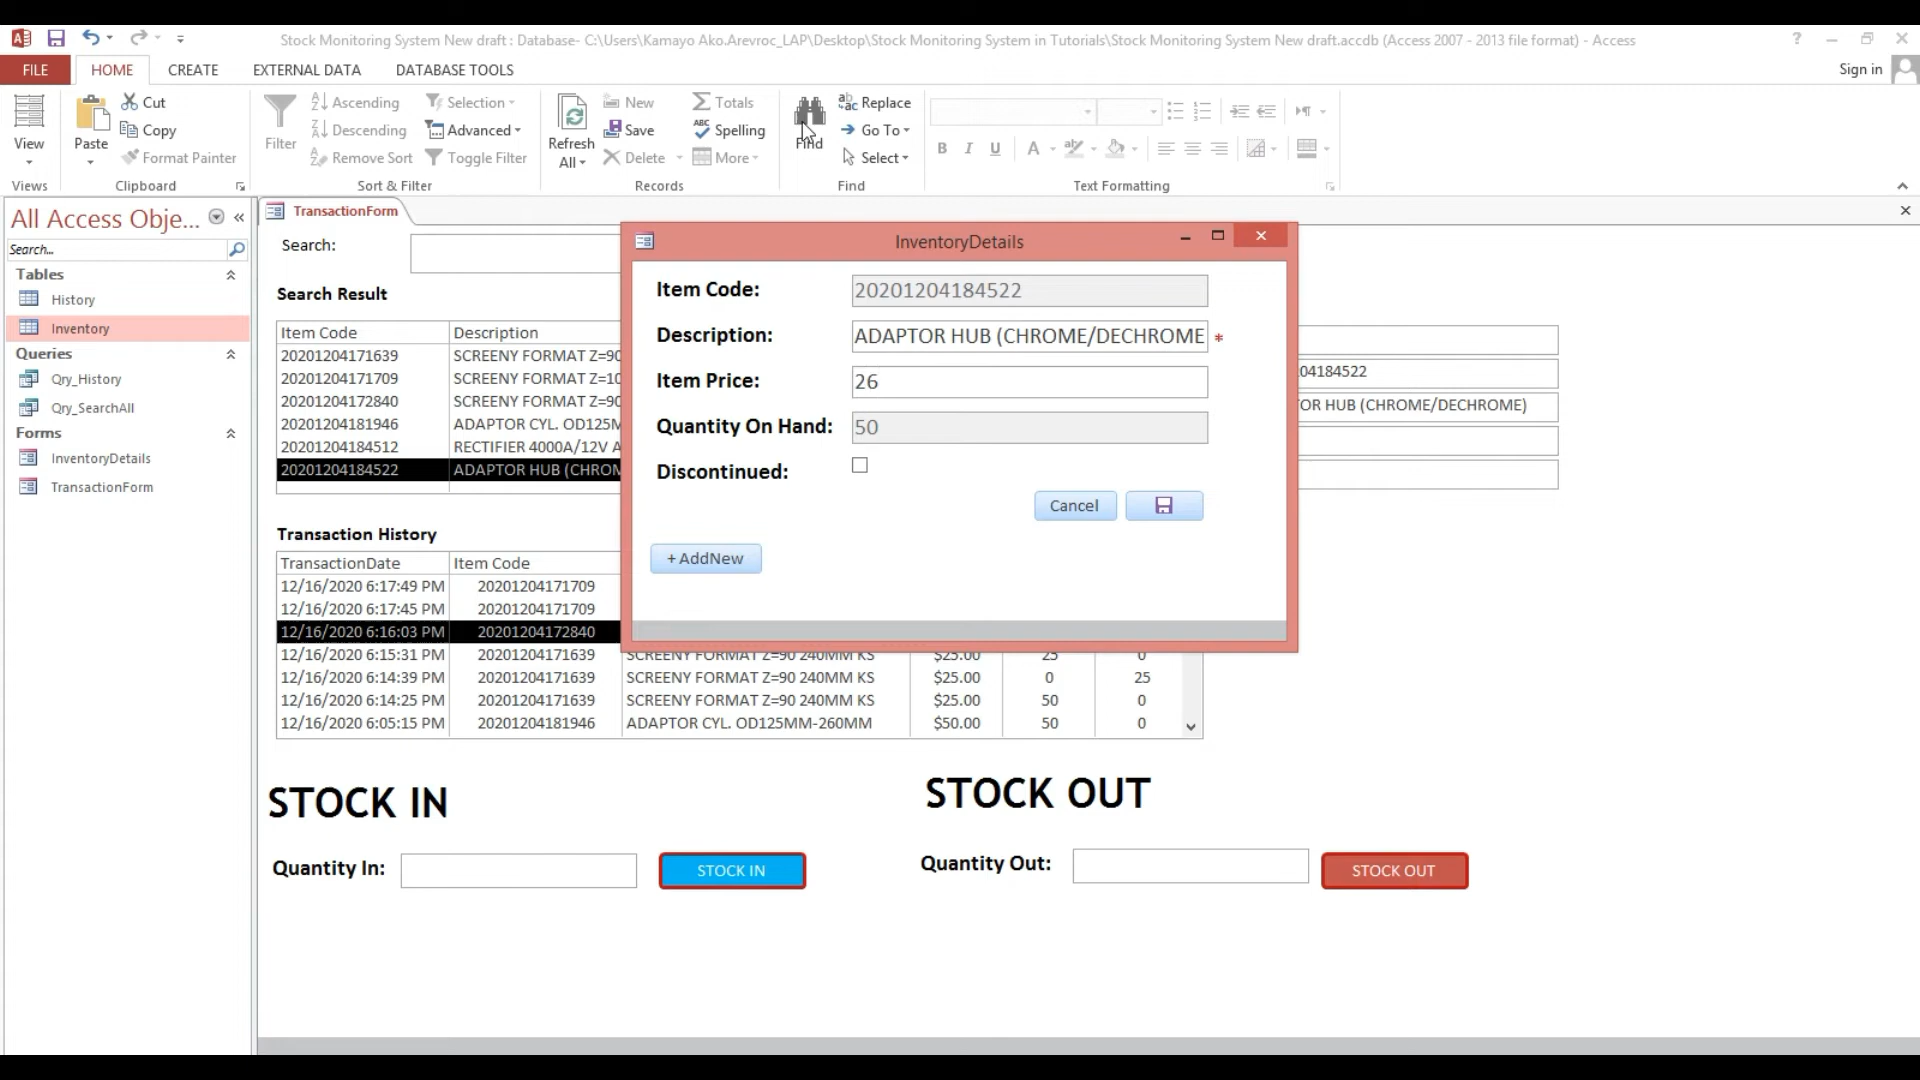 Stock Monitoring System New draft : Database- C:\Users\Kamayo Ako.Arevroc_LAP\Desktop\Stock Monitoring System in Tutorials\Stock Monitoring System New draft.accdb (Access 2007 - 2013 file format) - Access
FILE HOME CREATE EXTERNAL DATA DATABASE TOOLS Sign in
View
Views
Paste
Cut
Copy
Format Painter
Clipboard
Filter
Ascending
Descending
Remove Sort
Selection
Advanced
Toggle Filter
Sort & Filter
Refresh All
New
Save
Delete
Totals
Spelling
More
Records
Find
Replace
Go To
Select
Find
B I U A
Text Formatting
All Access Obje...
Search...
Tables
History
Inventory
Queries
Qry_History
Qry_SearchAll
Forms
InventoryDetails
TransactionForm
TransactionForm
Search:
Search Result
Item Code Description
20201204171639 SCREENY FORMAT Z=90
20201204171709 SCREENY FORMAT Z=10
20201204172840 SCREENY FORMAT Z=90
20201204181946 ADAPTOR CYL. OD125M
20201204184512 RECTIFIER 4000A/12V A
20201204184522 ADAPTOR HUB (CHROM
04184522
OR HUB (CHROME/DECHROME)
InventoryDetails
Item Code: 20201204184522
Description: ADAPTOR HUB (CHROME/DECHROME *
Item Price: 26
Quantity On Hand: 50
Discontinued:
Cancel
+ AddNew
Transaction History
TransactionDate Item Code
12/16/2020 6:17:49 PM 20201204171709
12/16/2020 6:17:45 PM 20201204171709
12/16/2020 6:16:03 PM 20201204172840
12/16/2020 6:15:31 PM 20201204171639 SCREENY FORMAT Z=90 240MM KS $25.00 25 0
12/16/2020 6:14:39 PM 20201204171639 SCREENY FORMAT Z=90 240MM KS $25.00 0 25
12/16/2020 6:14:25 PM 20201204171639 SCREENY FORMAT Z=90 240MM KS $25.00 50 0
12/16/2020 6:05:15 PM 20201204181946 ADAPTOR CYL. OD125MM-260MM $50.00 50 0
STOCK IN
Quantity In: STOCK IN
STOCK OUT
Quantity Out: STOCK OUT